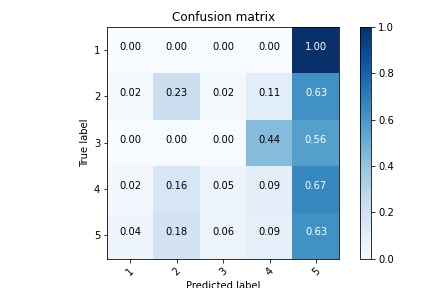 Confusion matrix
1 0.00 0.00 0.00 0.00 1.00
2 0.02 0.23 0.02 0.11 0.63
3 0.00 0.00 0.00 0.44 0.56
4 0.02 0.16 0.05 0.09 0.67
5 0.04 0.18 0.06 0.09 0.63
1 2 3 4 5
True label
Predicted label
1.0
0.8
0.6
0.4
0.2
0.0